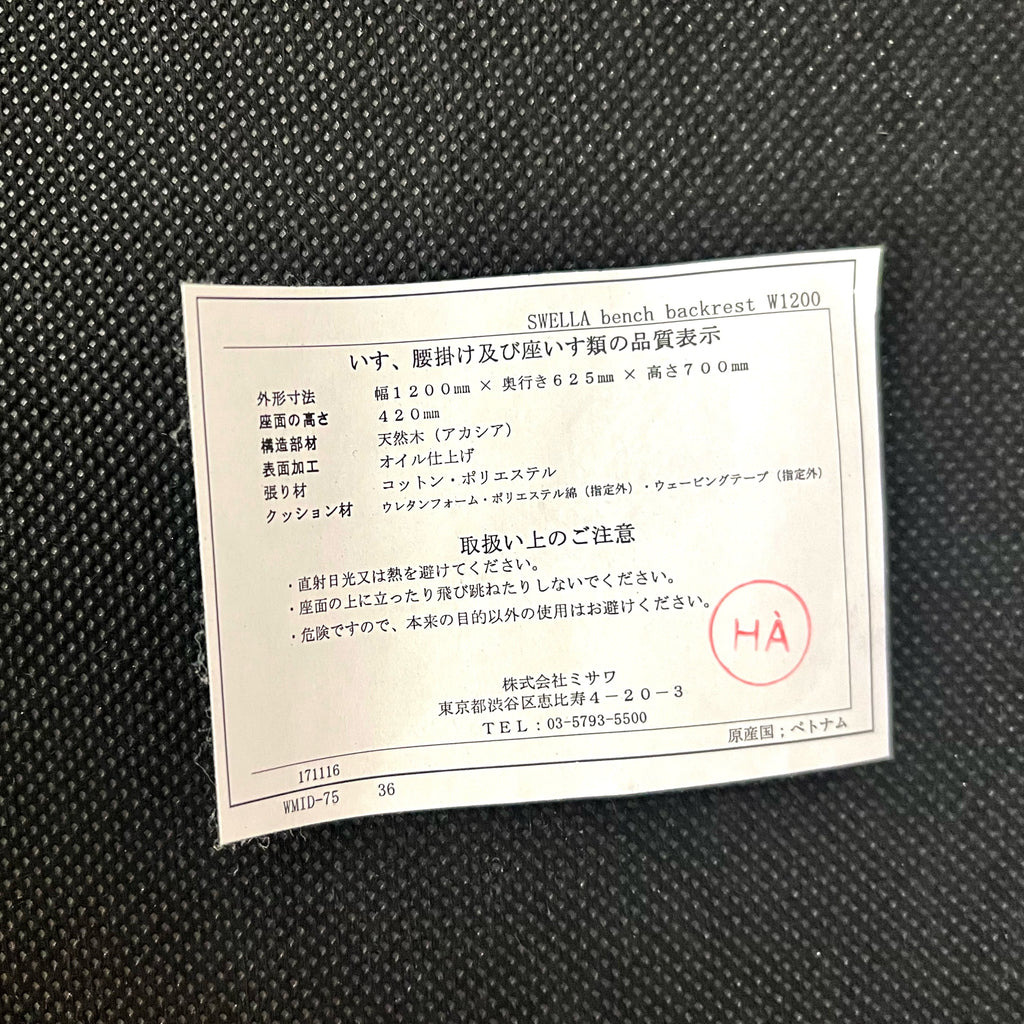 SWELLA bench backrest W1200
いす、腰掛け及び座いす類の品質表示
外形寸法 幅１２００㎜ × 奥行き６２５㎜ × 高さ７００㎜
座面の高さ ４２０㎜
構造部材 天然木（アカシア）
表面加工 オイル仕上げ
張り材 コットン・ポリエステル
クッション材 ウレタンフォーム・ポリエステル綿（指定外）・ウェービングテープ（指定外）
取扱い上のご注意
・直射日光又は熱を避けてください。
・座面の上に立ったり飛び跳ねたりしないでください。
・危険ですので、本来の目的以外の使用はお避けください。
HÀ
株式会社ミサワ
東京都渋谷区恵比寿４－２０－３
ＴＥＬ：03-5793-5500
原産国；ベトナム
171116
WMID-75 36